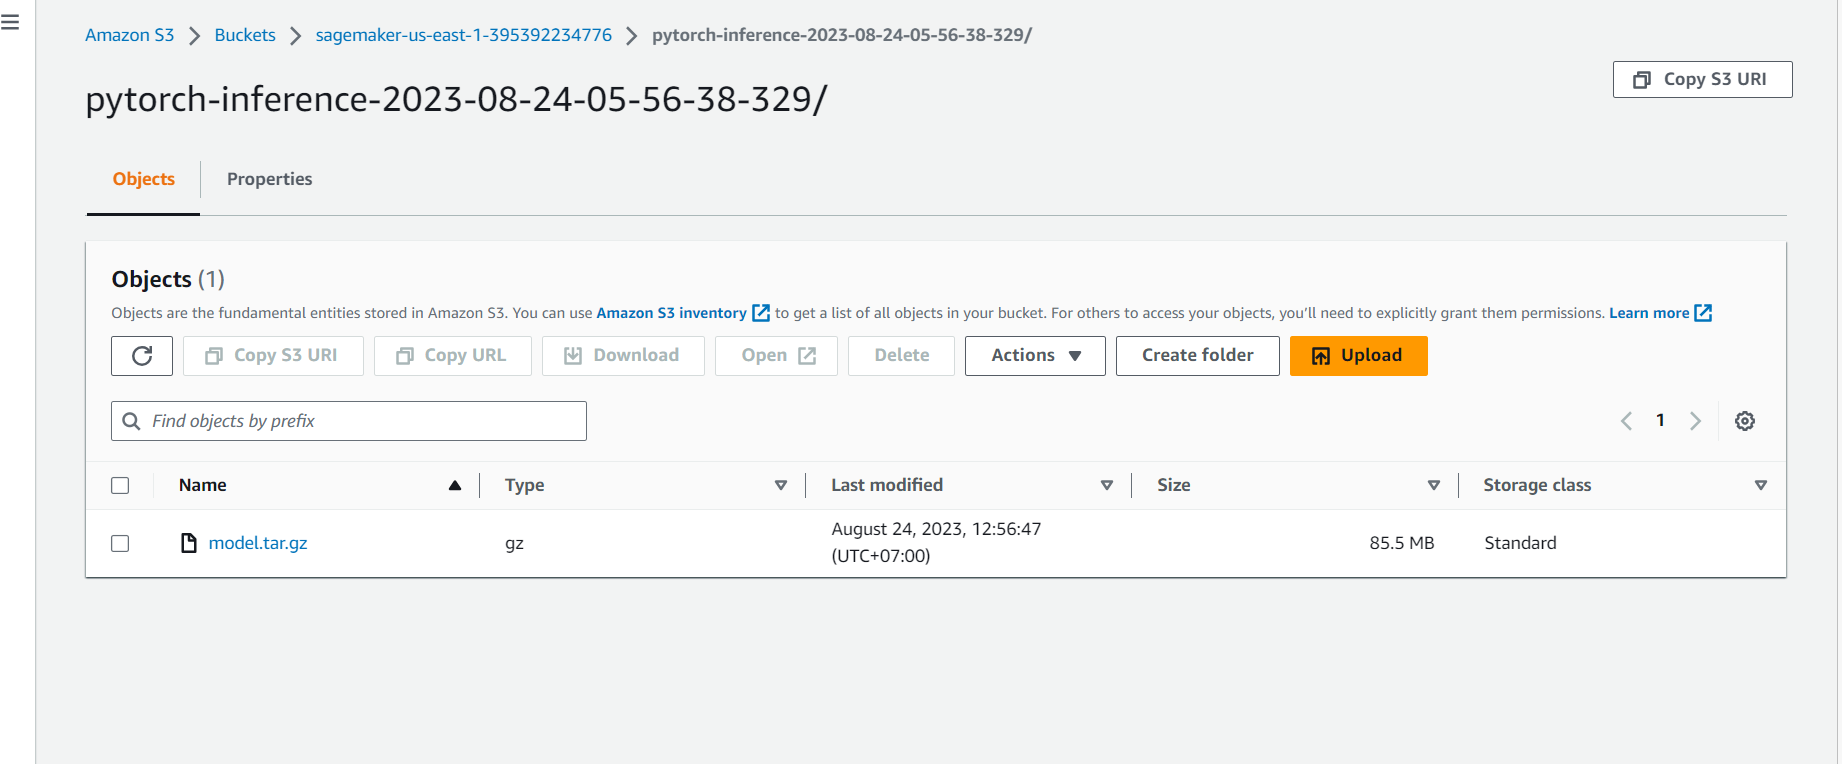 Amazon S3 > Buckets > sagemaker-us-east-1-395392234776 > pytorch-inference-2023-08-24-05-56-38-329/
pytorch-inference-2023-08-24-05-56-38-329/
Copy S3 URI
Objects Properties
Objects (1)
Objects are the fundamental entities stored in Amazon S3. You can use Amazon S3 inventory to get a list of all objects in your bucket. For others to access your objects, you'll need to explicitly grant them permissions. Learn more
Copy S3 URI Copy URL Download Open Delete Actions Create folder Upload
Find objects by prefix
1
Name Type Last modified Size Storage class
model.tar.gz gz August 24, 2023, 12:56:47 (UTC+07:00) 85.5 MB Standard